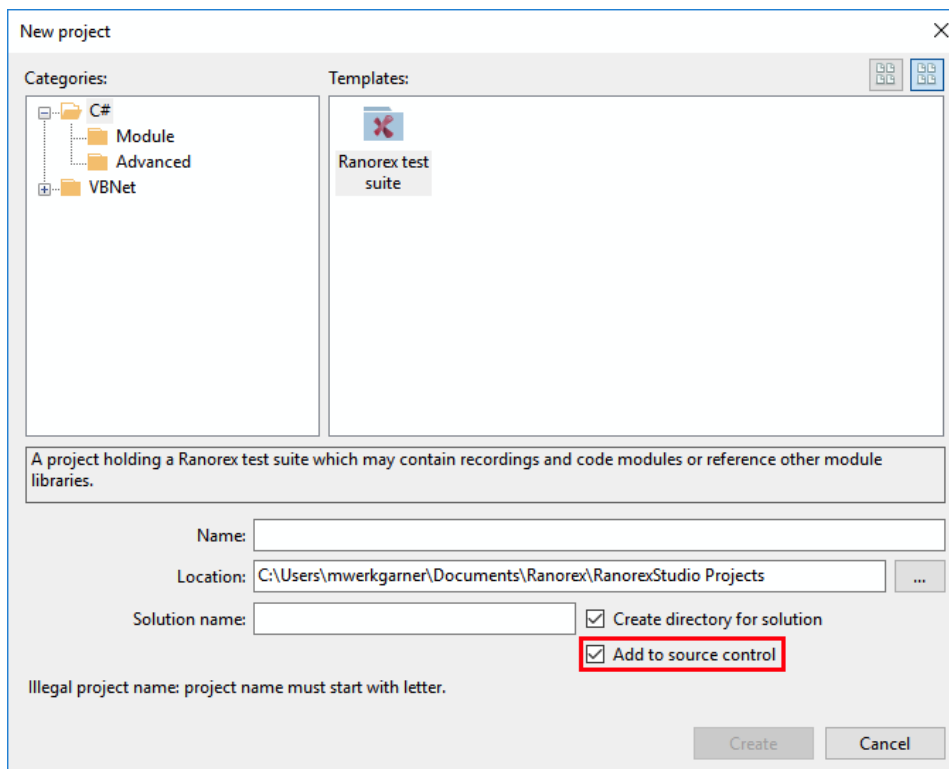 New project
Categories:
Templates:
C#
Module
Advanced
VBNet
Ranorex test
suite
A project holding a Ranorex test suite which may contain recordings and code modules or reference other module
libraries.
Name:
Location: C:\Users\mwerkgarner\Documents\Ranorex\RanorexStudio Projects ...
Solution name: Create directory for solution
Add to source control
Illegal project name: project name must start with letter.
Create Cancel